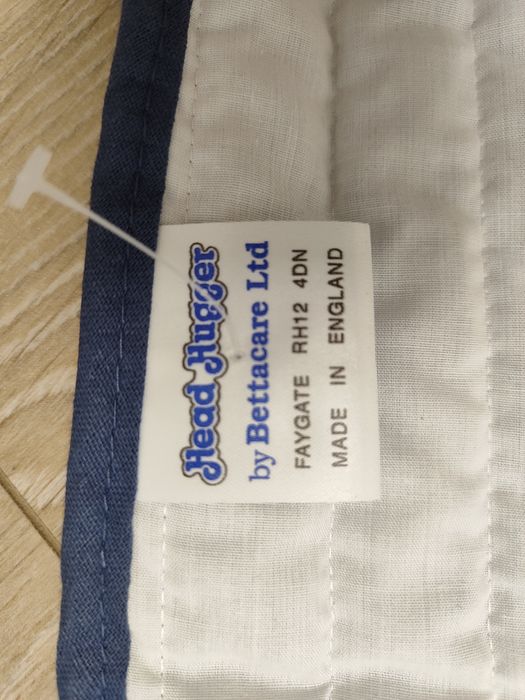 Head Hugger
by Bettacare Ltd
FAYGATE RH12 4DN
MADE IN ENGLAND